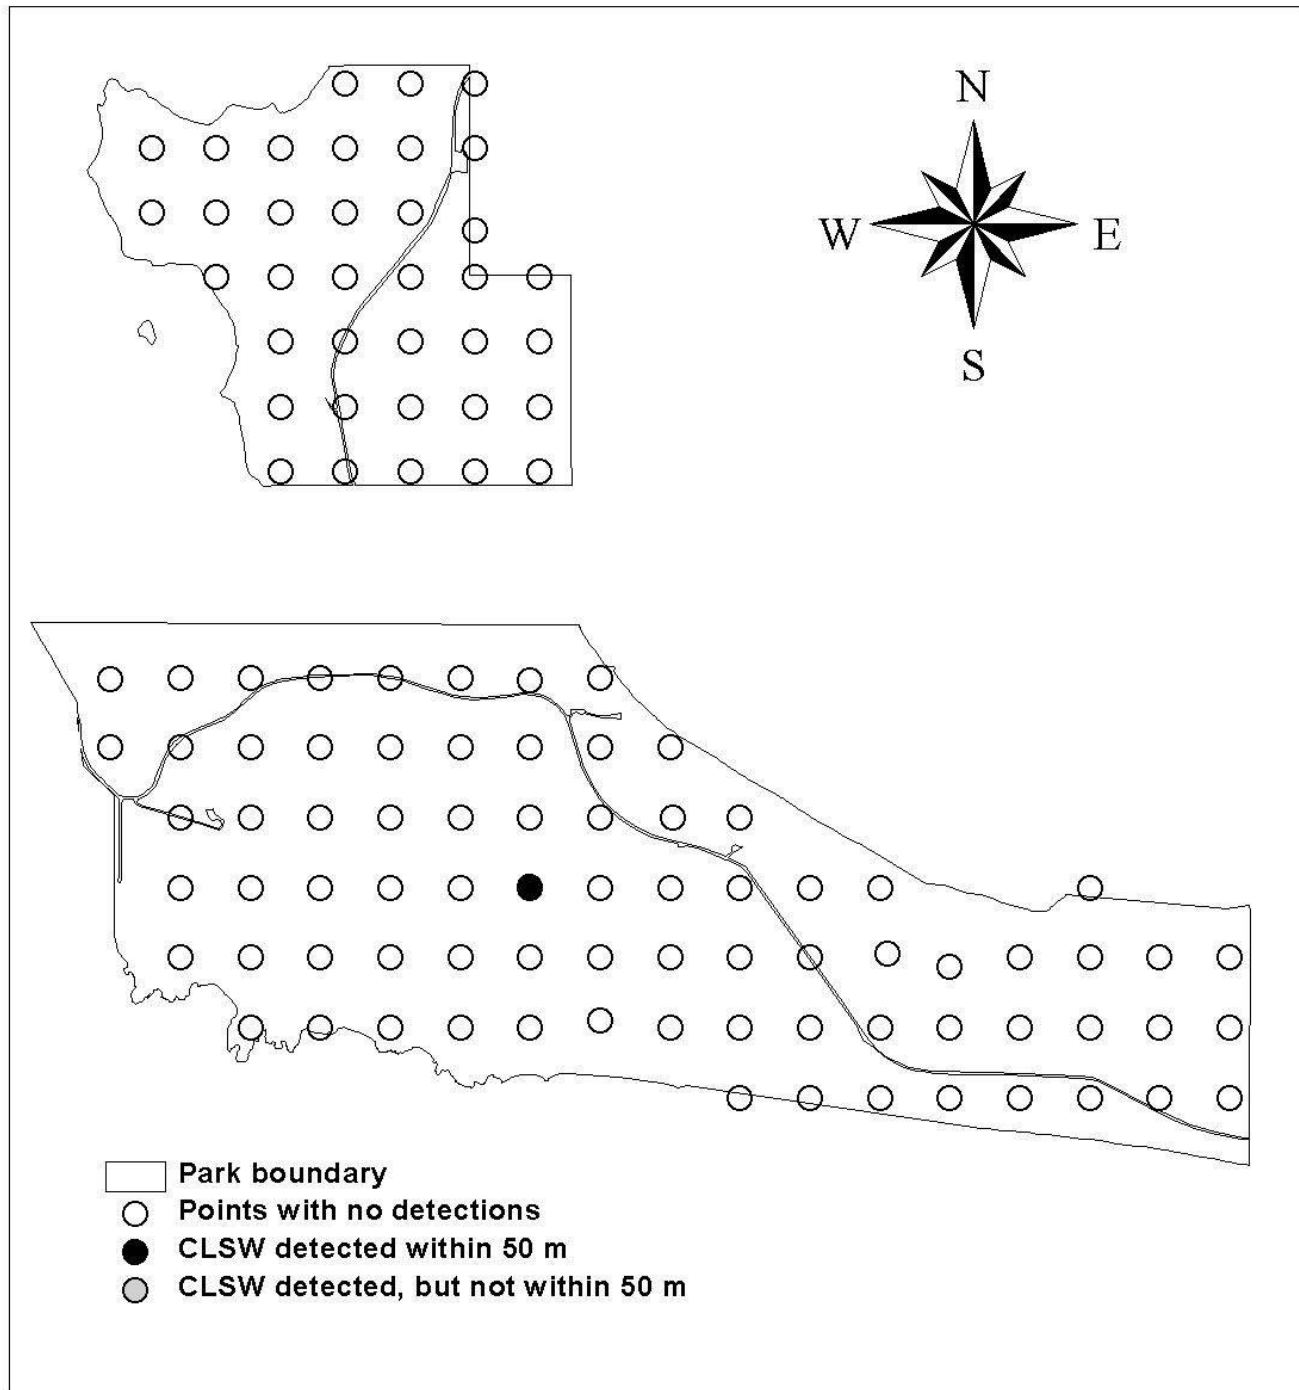 N
W E
S
Park boundary
Points with no detections
CLSW detected within 50 m
CLSW detected, but not within 50 m